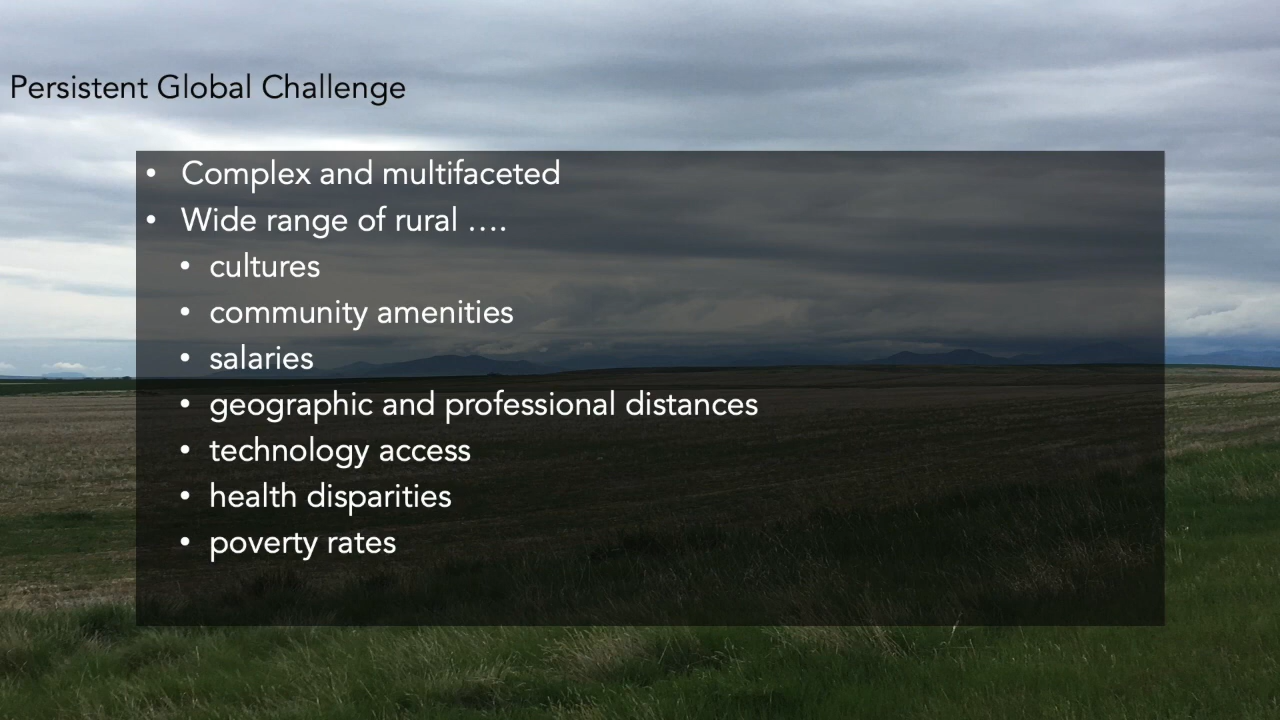 Persistent Global Challenge
• Complex and multifaceted
• Wide range of rural ....
• cultures
• community amenities
• salaries
• geographic and professional distances
• technology access
• health disparities
• poverty rates